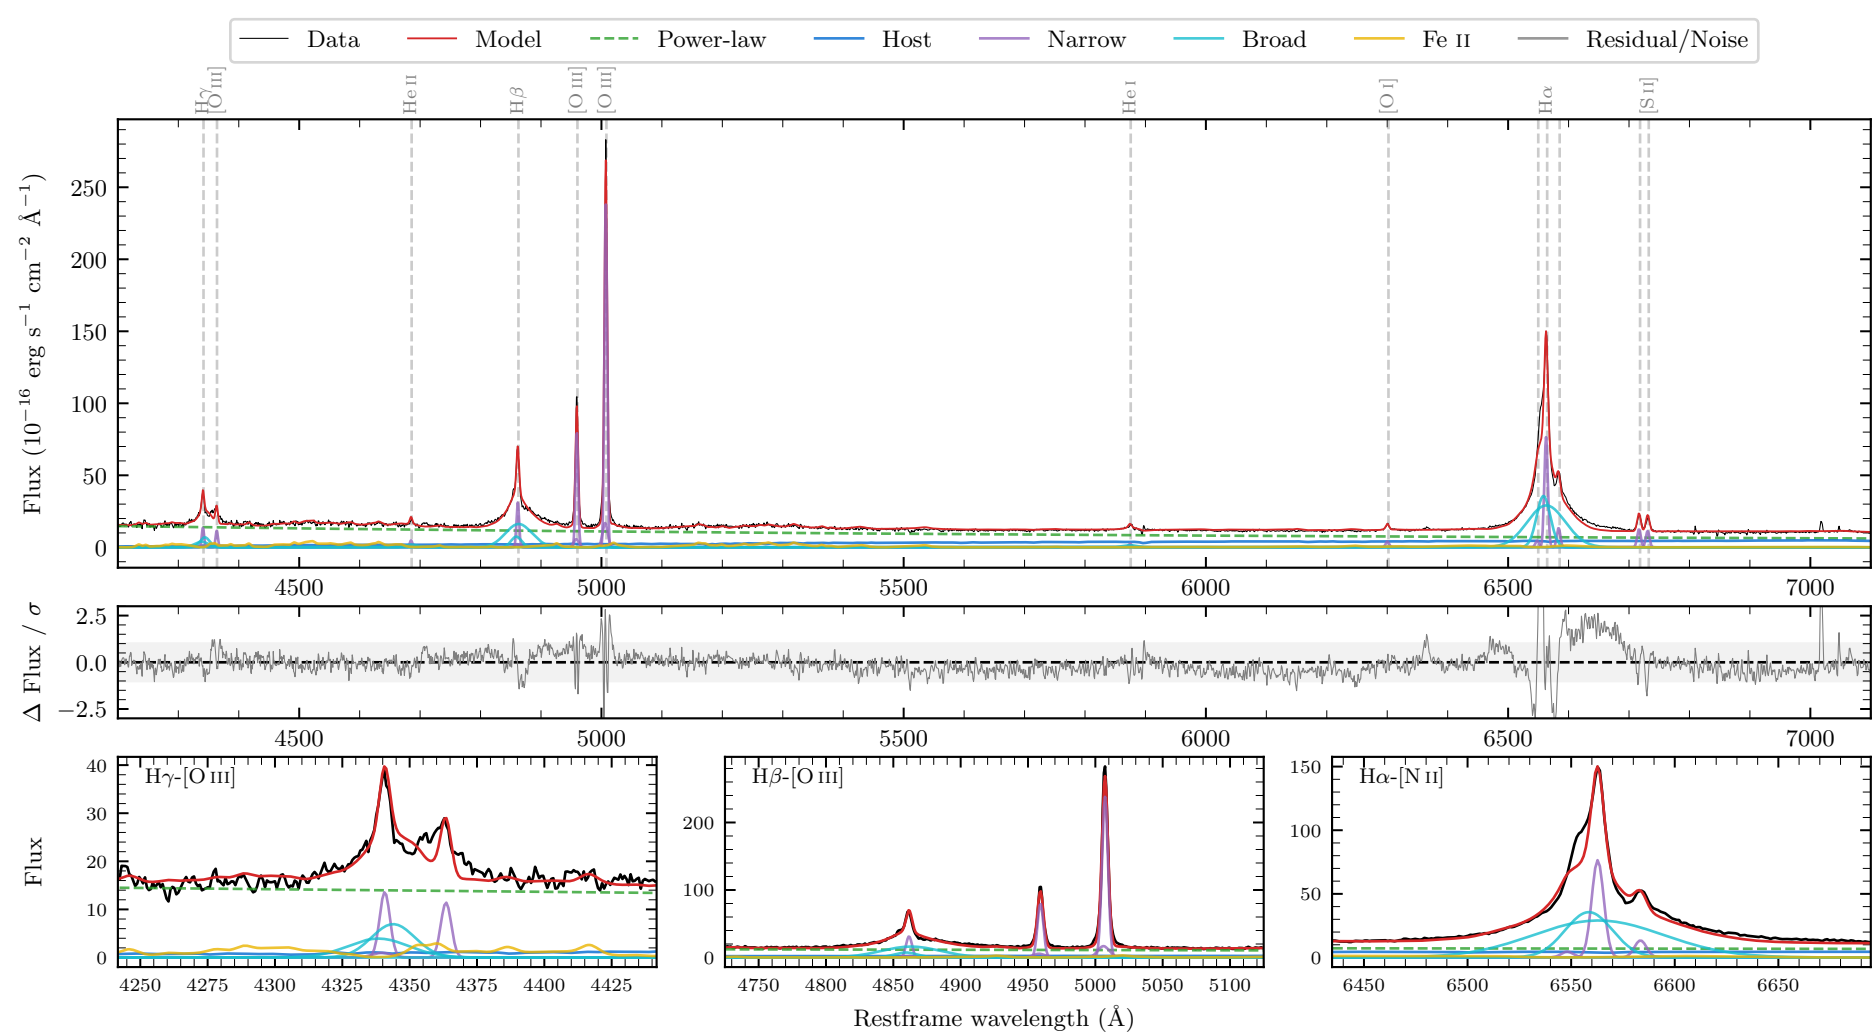 Data Model Power-law Host Narrow Broad Fe II Residual/Noise
Hγ [O III] He II Hβ [O III] [O III] He I [O I] Hα [S II]
Flux (10⁻¹⁶ erg s⁻¹ cm⁻² Å⁻¹)
250
200
150
100
50
0
4500 5000 5500 6000 6500 7000
Δ Flux / σ
2.5
0.0
−2.5
4500 5000 5500 6000 6500 7000
Flux
Hγ-[O III]
40
30
20
10
0
4250 4275 4300 4325 4350 4375 4400 4425
Hβ-[O III]
200
100
0
4750 4800 4850 4900 4950 5000 5050 5100
Hα-[N II]
150
100
50
0
6450 6500 6550 6600 6650
Restframe wavelength (Å)